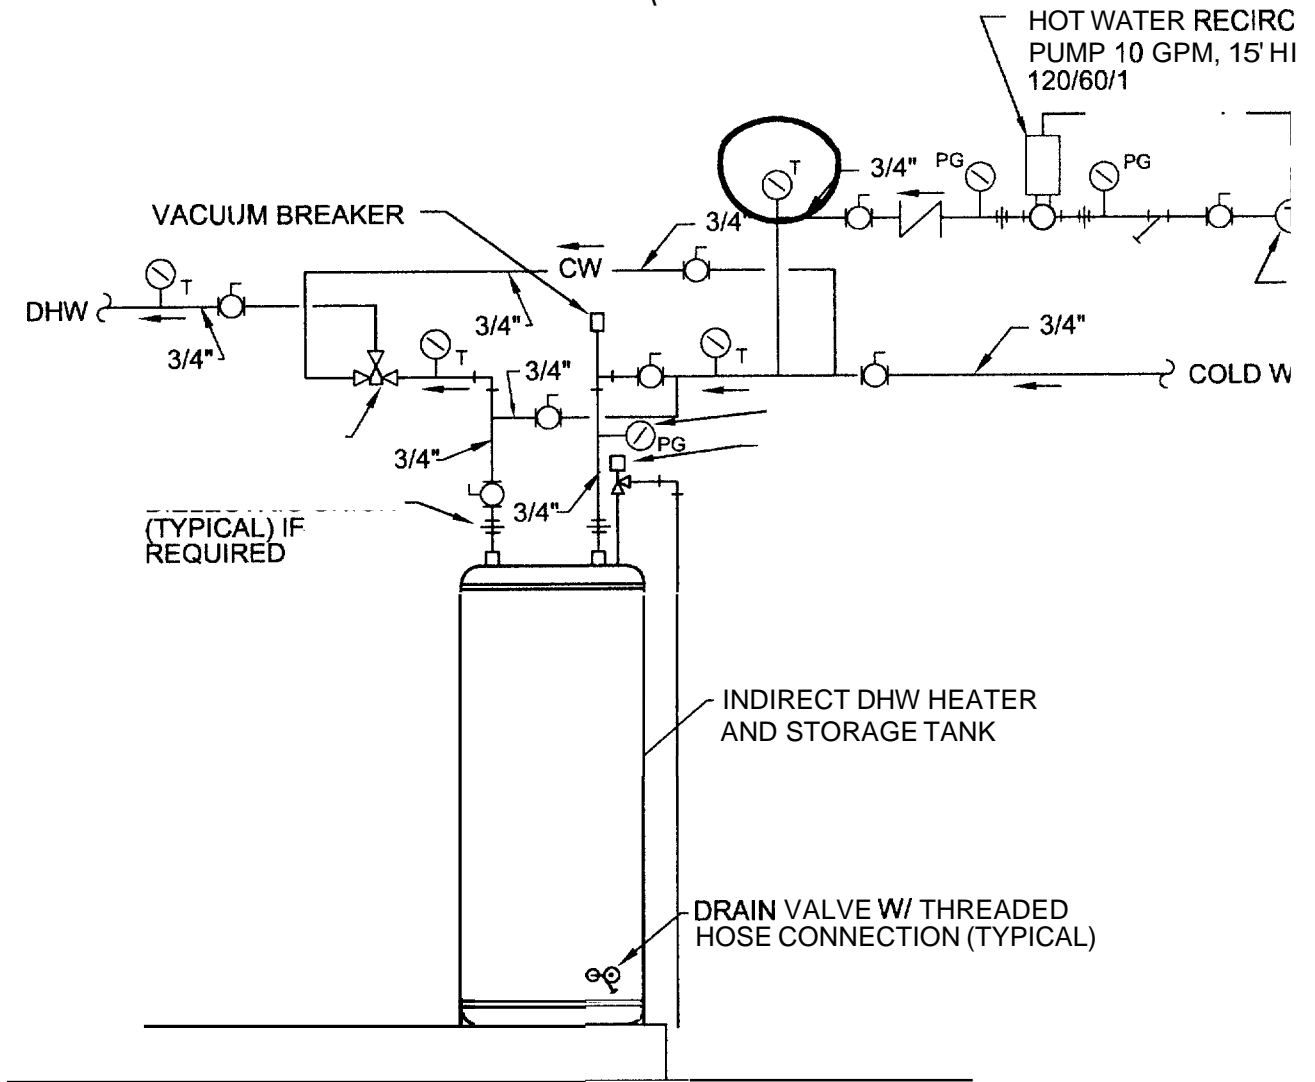 HOT WATER RECIRC
PUMP 10 GPM, 15' H
120/60/1
T
3/4"
PG
PG
VACUUM BREAKER
3/4"
CW
T
DHW
3/4"
3/4"
T
3/4"
T
3/4"
COLD W
3/4"
PG
3/4"
(TYPICAL) IF
REQUIRED
INDIRECT DHW HEATER
AND STORAGE TANK
DRAIN VALVE W/ THREADED
HOSE CONNECTION (TYPICAL)